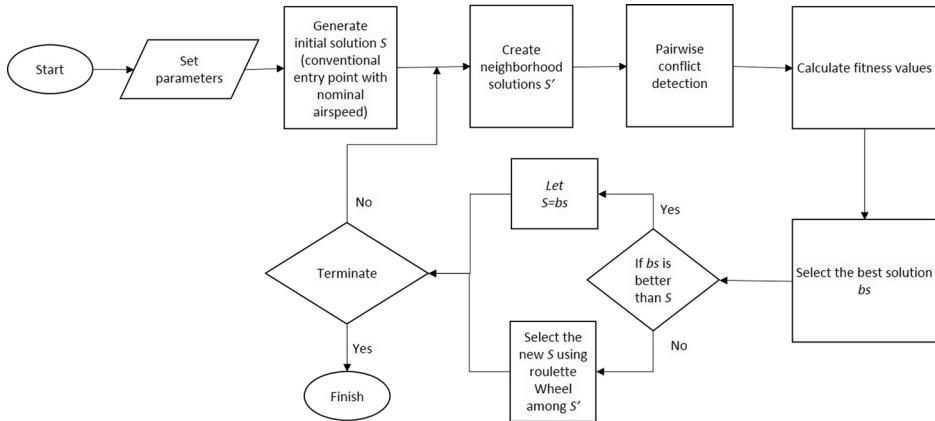 Start
Set
parameters
Generate
initial solution S
(conventional
entry point with
nominal
airspeed)
Create
neighborhood
solutions S'
Pairwise
conflict
detection
Calculate fitness values
Select the best solution
bs
If bs is
better
than S
Yes
Let
S=bs
No
Select the
new S using
roulette
Wheel
among S'
Terminate
No
Yes
Finish